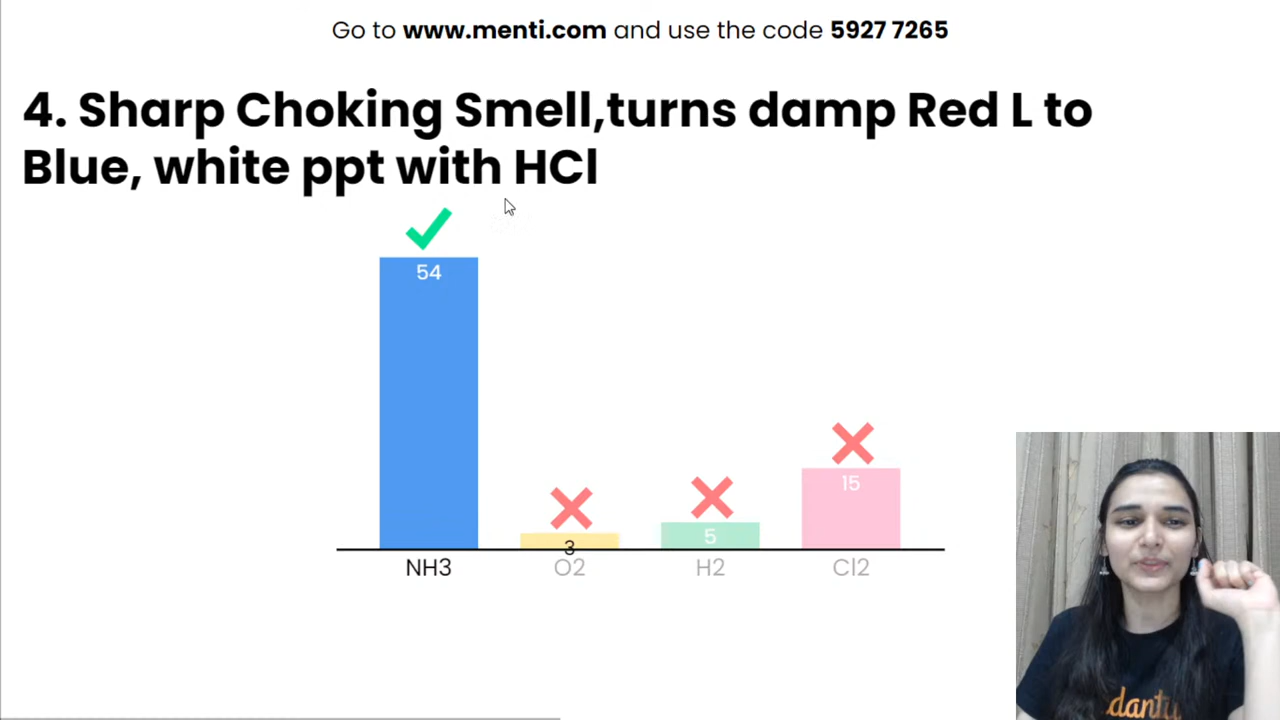 Go to www.menti.com and use the code 5927 7265
4. Sharp Choking Smell,turns damp Red L to
Blue, white ppt with HCl
54
3
5
15
NH3
O2
H2
Cl2